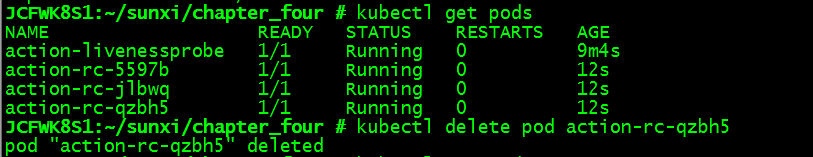 JCFWK8S1:~/sunxi/chapter_four # kubectl get pods
NAME READY STATUS RESTARTS AGE
action-livenessprobe 1/1 Running 0 9m4s
action-rc-5597b 1/1 Running 0 12s
action-rc-jlbwq 1/1 Running 0 12s
action-rc-qzbh5 1/1 Running 0 12s
JCFWK8S1:~/sunxi/chapter_four # kubectl delete pod action-rc-qzbh5
pod "action-rc-qzbh5" deleted